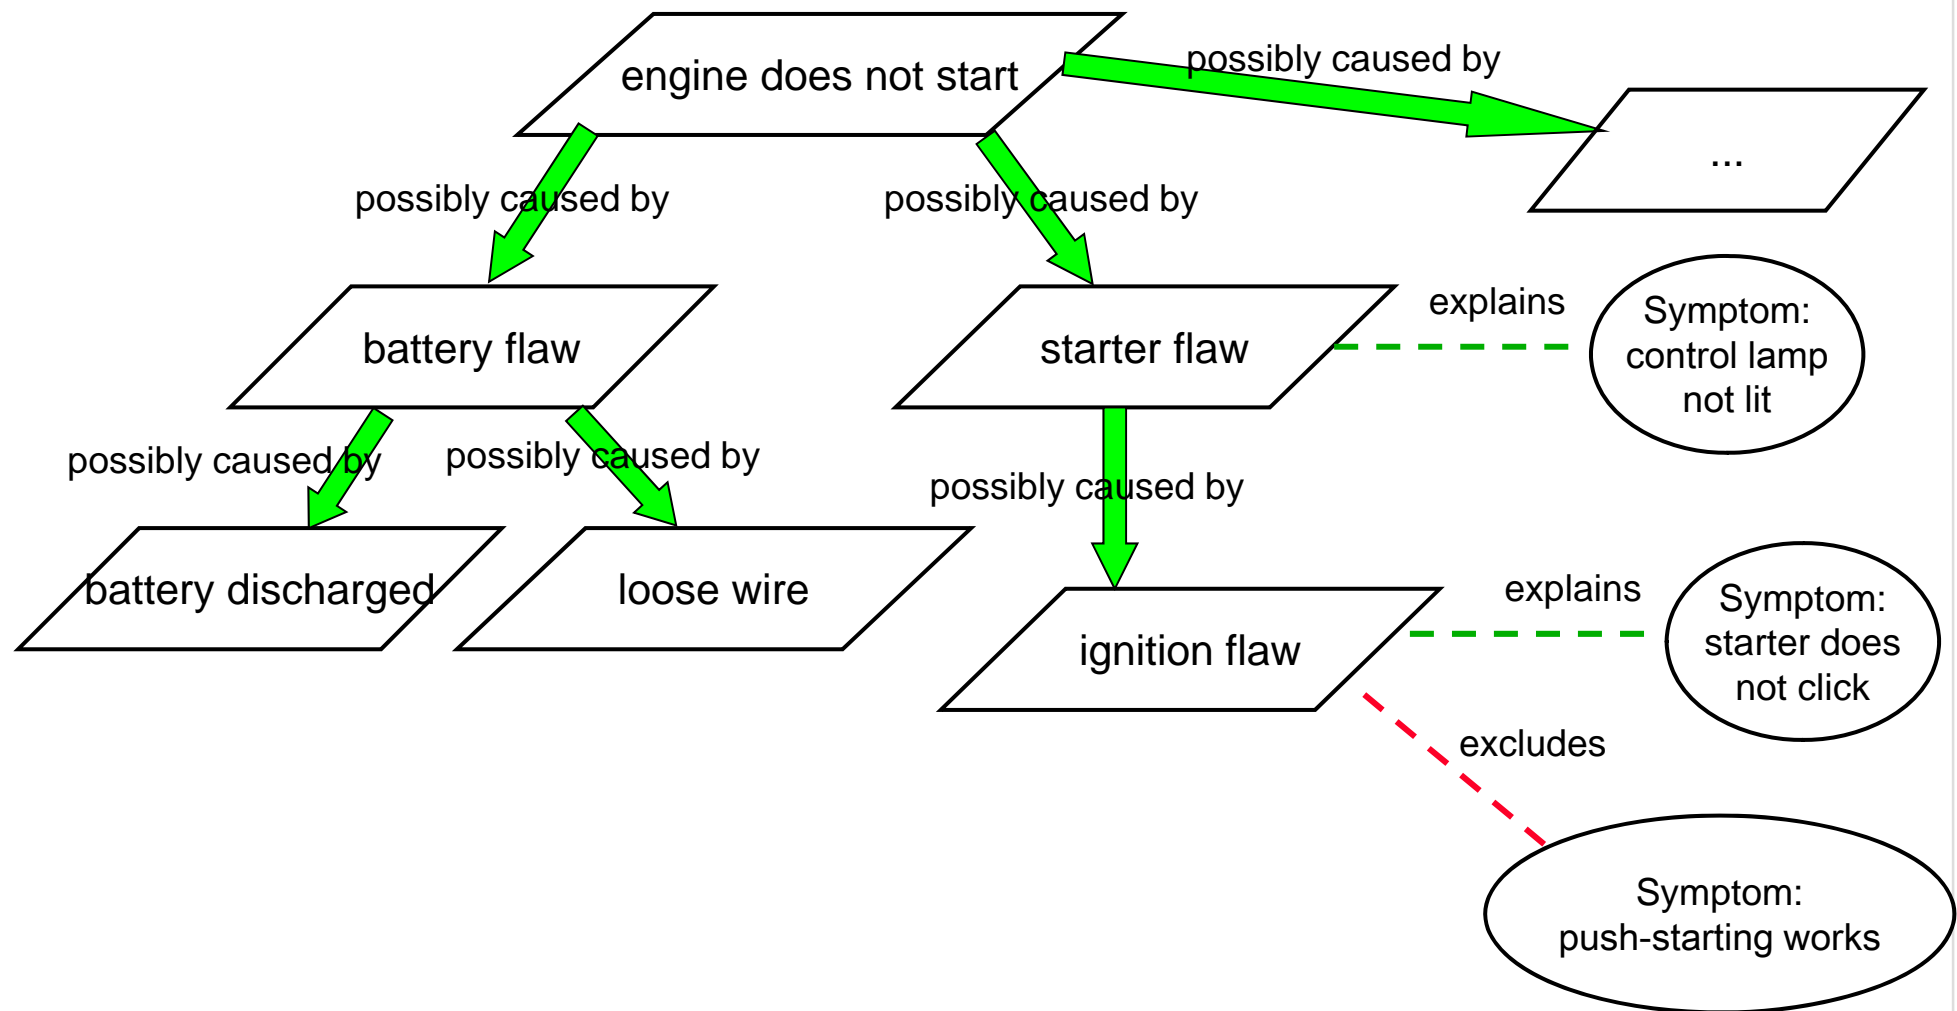 engine does not start
possibly caused by
...
possibly caused by
possibly caused by
battery flaw
starter flaw
explains
Symptom:
control lamp
not lit
possibly caused by
possibly caused by
possibly caused by
battery discharged
loose wire
ignition flaw
explains
Symptom:
starter does
not click
excludes
Symptom:
push-starting works